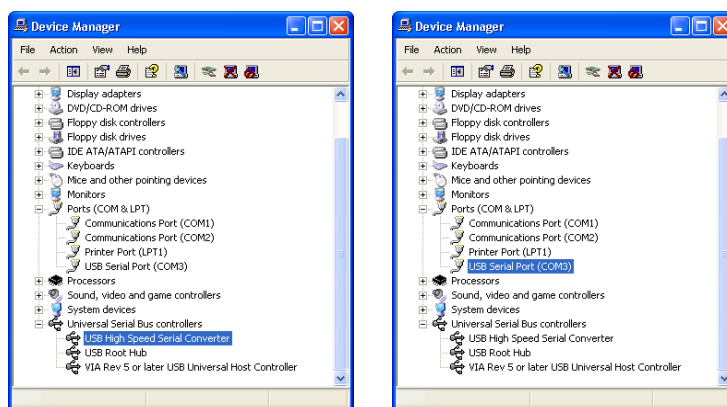 Device Manager
File Action View Help
Display adapters
DVD/CD-ROM drives
Floppy disk controllers
Floppy disk drives
IDE ATA/ATAPI controllers
Keyboards
Mice and other pointing devices
Monitors
Ports (COM & LPT)
Communications Port (COM1)
Communications Port (COM2)
Printer Port (LPT1)
USB Serial Port (COM3)
Processors
Sound, video and game controllers
System devices
Universal Serial Bus controllers
USB High Speed Serial Converter
USB Root Hub
VIA Rev 5 or later USB Universal Host Controller
Device Manager
File Action View Help
Display adapters
DVD/CD-ROM drives
Floppy disk controllers
Floppy disk drives
IDE ATA/ATAPI controllers
Keyboards
Mice and other pointing devices
Monitors
Ports (COM & LPT)
Communications Port (COM1)
Communications Port (COM2)
Printer Port (LPT1)
USB Serial Port (COM3)
Processors
Sound, video and game controllers
System devices
Universal Serial Bus controllers
USB High Speed Serial Converter
USB Root Hub
VIA Rev 5 or later USB Universal Host Controller